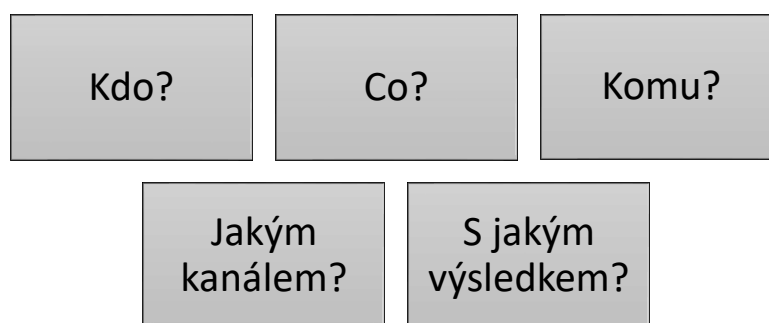 Kdo?
Co?
Komu?
Jakým
kanálem?
S jakým
výsledkem?